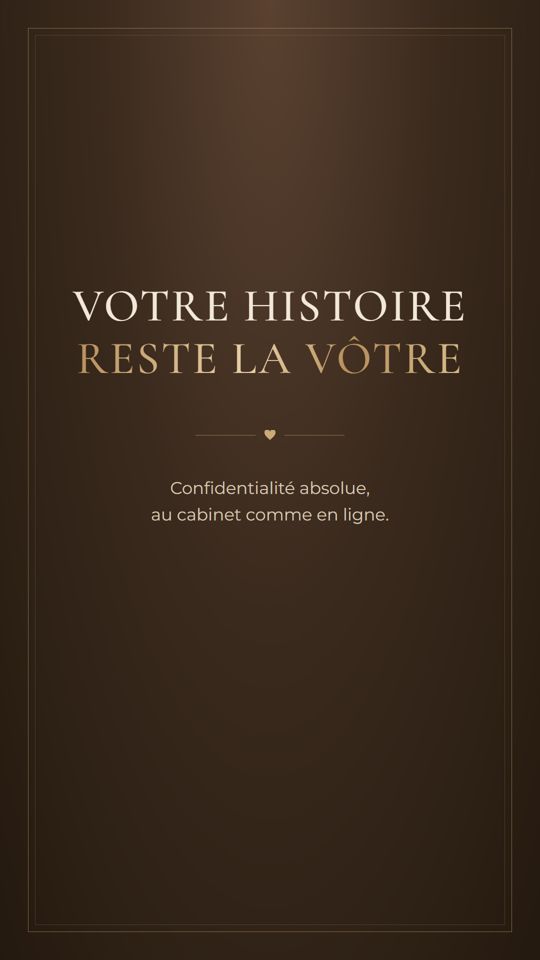 VOTRE HISTOIRE
RESTE LA VÔTRE
Confidentialité absolue,
au cabinet comme en ligne.